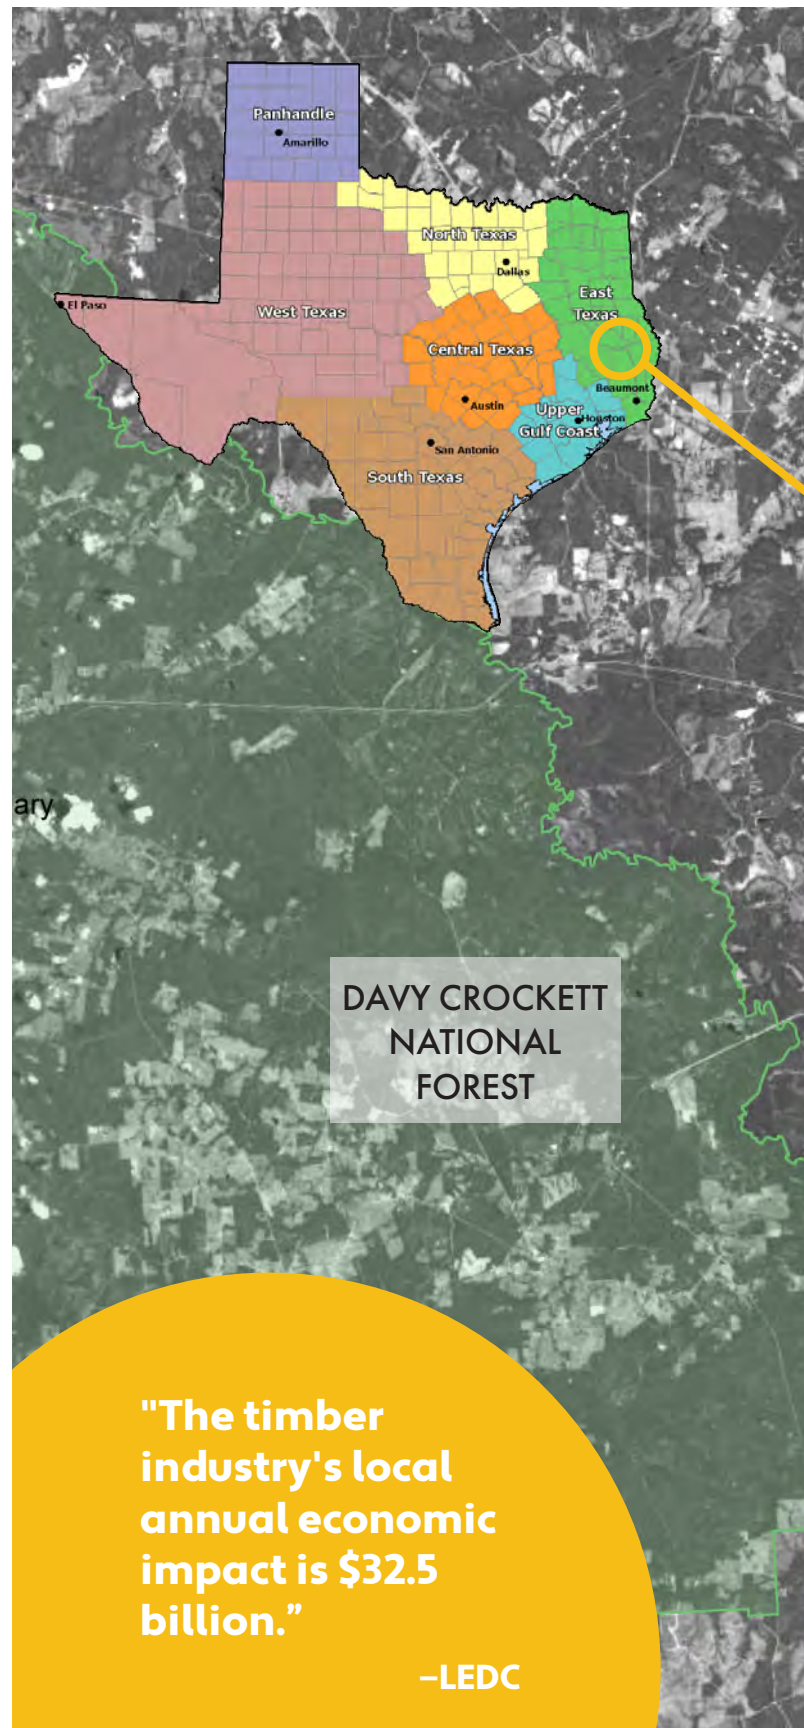 Panhandle
Amarillo
North Texas
Dallas
East
Texas
El Paso
West Texas
Central Texas
Beaumont
Austin
Upper
Houston
Gulf Coast
San Antonio
South Texas
ary
DAVY CROCKETT
NATIONAL
FOREST
"The timber
industry's local
annual economic
impact is $32.5
billion.”
–LEDC